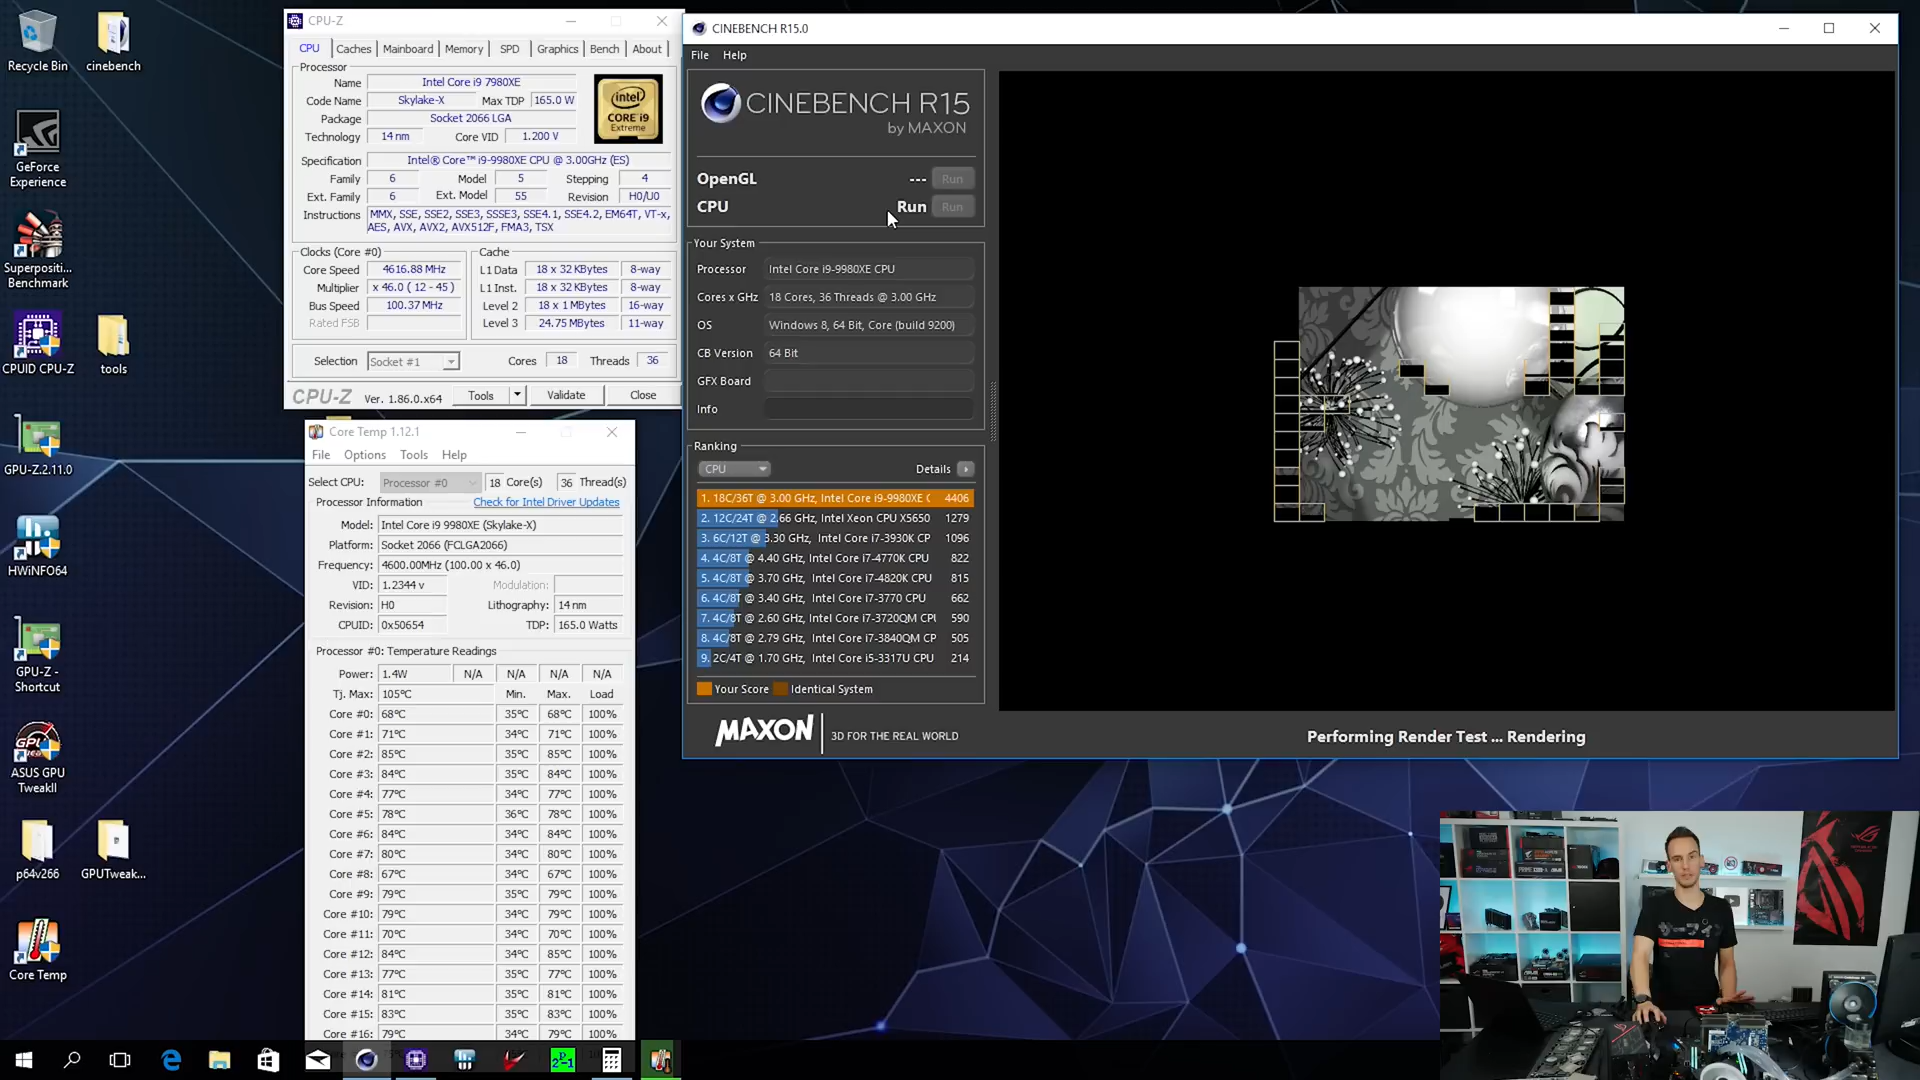 Recycle Bin
cinebench
GeForce
Experience
Superpositi...
Benchmark
CPUID CPU-Z
tools
GPU-Z.2.11.0
HWiNFO64
GPU-Z -
Shortcut
ASUS GPU
TweakII
p64v266
GPUTweak...
Core Temp
CPU-Z
CPU Caches Mainboard Memory SPD Graphics Bench About
Processor
Name Intel Core i9 7980XE
Code Name Skylake-X Max TDP 165.0 W
Package Socket 2066 LGA
Technology 14 nm Core VID 1.200 V
intel
CORE i9
Extreme
Specification Intel® Core™ i9-9980XE CPU @ 3.00GHz (ES)
Family 6 Model 5 Stepping 4
Ext. Family 6 Ext. Model 55 Revision H0/U0
Instructions MMX, SSE, SSE2, SSE3, SSSE3, SSE4.1, SSE4.2, EM64T, VT-x,
AES, AVX, AVX2, AVX512F, FMA3, TSX
Clocks (Core #0)
Core Speed 4616.88 MHz
Multiplier x 46.0 ( 12 - 45 )
Bus Speed 100.37 MHz
Rated FSB
Cache
L1 Data 18 x 32 KBytes 8-way
L1 Inst. 18 x 32 KBytes 8-way
Level 2 18 x 1 MBytes 16-way
Level 3 24.75 MBytes 11-way
Selection Socket #1 Cores 18 Threads 36
CPU-Z Ver. 1.86.0.x64 Tools Validate Close
Core Temp 1.12.1
File Options Tools Help
Select CPU: Processor #0 18 Core(s) 36 Thread(s)
Processor Information Check for Intel Driver Updates
Model: Intel Core i9 9980XE (Skylake-X)
Platform: Socket 2066 (FCLGA2066)
Frequency: 4600.00MHz (100.00 x 46.0)
VID: 1.2344 v Modulation:
Revision: H0 Lithography: 14 nm
CPUID: 0x50654 TDP: 165.0 Watts
Processor #0: Temperature Readings
Power: 1.4W N/A N/A N/A N/A
Tj. Max: 105°C Min. Max. Load
Core #0: 68°C 35°C 68°C 100%
Core #1: 71°C 34°C 71°C 100%
Core #2: 85°C 35°C 85°C 100%
Core #3: 84°C 35°C 84°C 100%
Core #4: 77°C 34°C 77°C 100%
Core #5: 78°C 36°C 78°C 100%
Core #6: 84°C 34°C 84°C 100%
Core #7: 80°C 34°C 80°C 100%
Core #8: 67°C 34°C 67°C 100%
Core #9: 79°C 35°C 79°C 100%
Core #10: 79°C 34°C 79°C 100%
Core #11: 70°C 34°C 70°C 100%
Core #12: 84°C 34°C 85°C 100%
Core #13: 77°C 35°C 77°C 100%
Core #14: 81°C 35°C 81°C 100%
Core #15: 83°C 35°C 83°C 100%
Core #16: 79°C 34°C 79°C 100%
CINEBENCH R15.0
File Help
CINEBENCH R15
by MAXON
OpenGL --- Run
CPU Run Run
Your System
Processor Intel Core i9-9980XE CPU
Cores x GHz 18 Cores, 36 Threads @ 3.00 GHz
OS Windows 8, 64 Bit, Core (build 9200)
CB Version 64 Bit
GFX Board
Info
Ranking
CPU Details
1. 18C/36T @ 3.00 GHz, Intel Core i9-9980XE C 4406
2. 12C/24T @ 2.66 GHz, Intel Xeon CPU X5650 1279
3. 6C/12T @ 3.30 GHz, Intel Core i7-3930K CP 1096
4. 4C/8T @ 4.40 GHz, Intel Core i7-4770K CPU 822
5. 4C/8T @ 3.70 GHz, Intel Core i7-4820K CPU 815
6. 4C/8T @ 3.40 GHz, Intel Core i7-3770 CPU 662
7. 4C/8T @ 2.60 GHz, Intel Core i7-3720QM CPU 590
8. 4C/8T @ 2.79 GHz, Intel Core i7-3840QM CP 505
9. 2C/4T @ 1.70 GHz, Intel Core i5-3317U CPU 214
Your Score Identical System
MAXON 3D FOR THE REAL WORLD
Performing Render Test ... Rendering